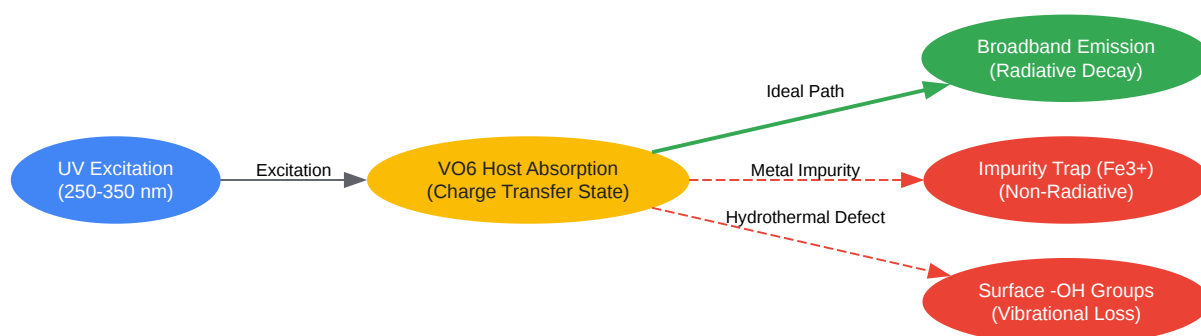 Broadband Emission
(Radiative Decay)
Ideal Path
UV Excitation
(250-350 nm)
Excitation
VO6 Host Absorption
(Charge Transfer State)
Metal Impurity
Impurity Trap (Fe3+)
(Non-Radiative)
Hydrothermal Defect
Surface -OH Groups
(Vibrational Loss)